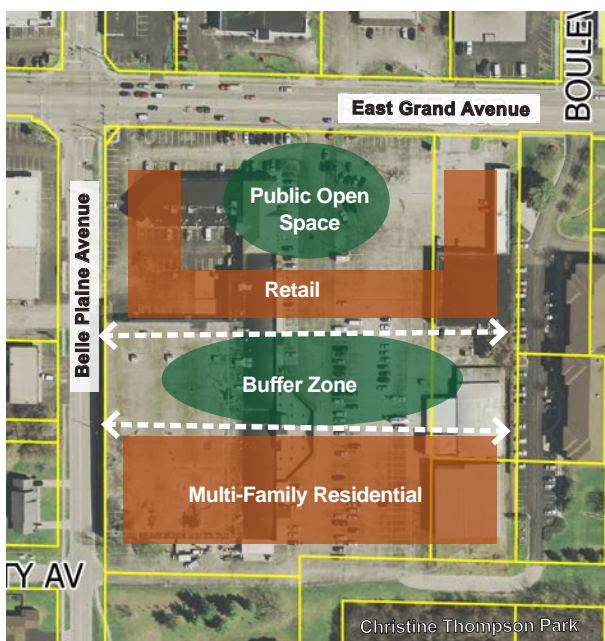 BOULEV
East Grand Avenue
Belle Plaine Avenue
Public Open
Space
Retail
Buffer Zone
Multi-Family Residential
TY AV
Christine Thompson Park